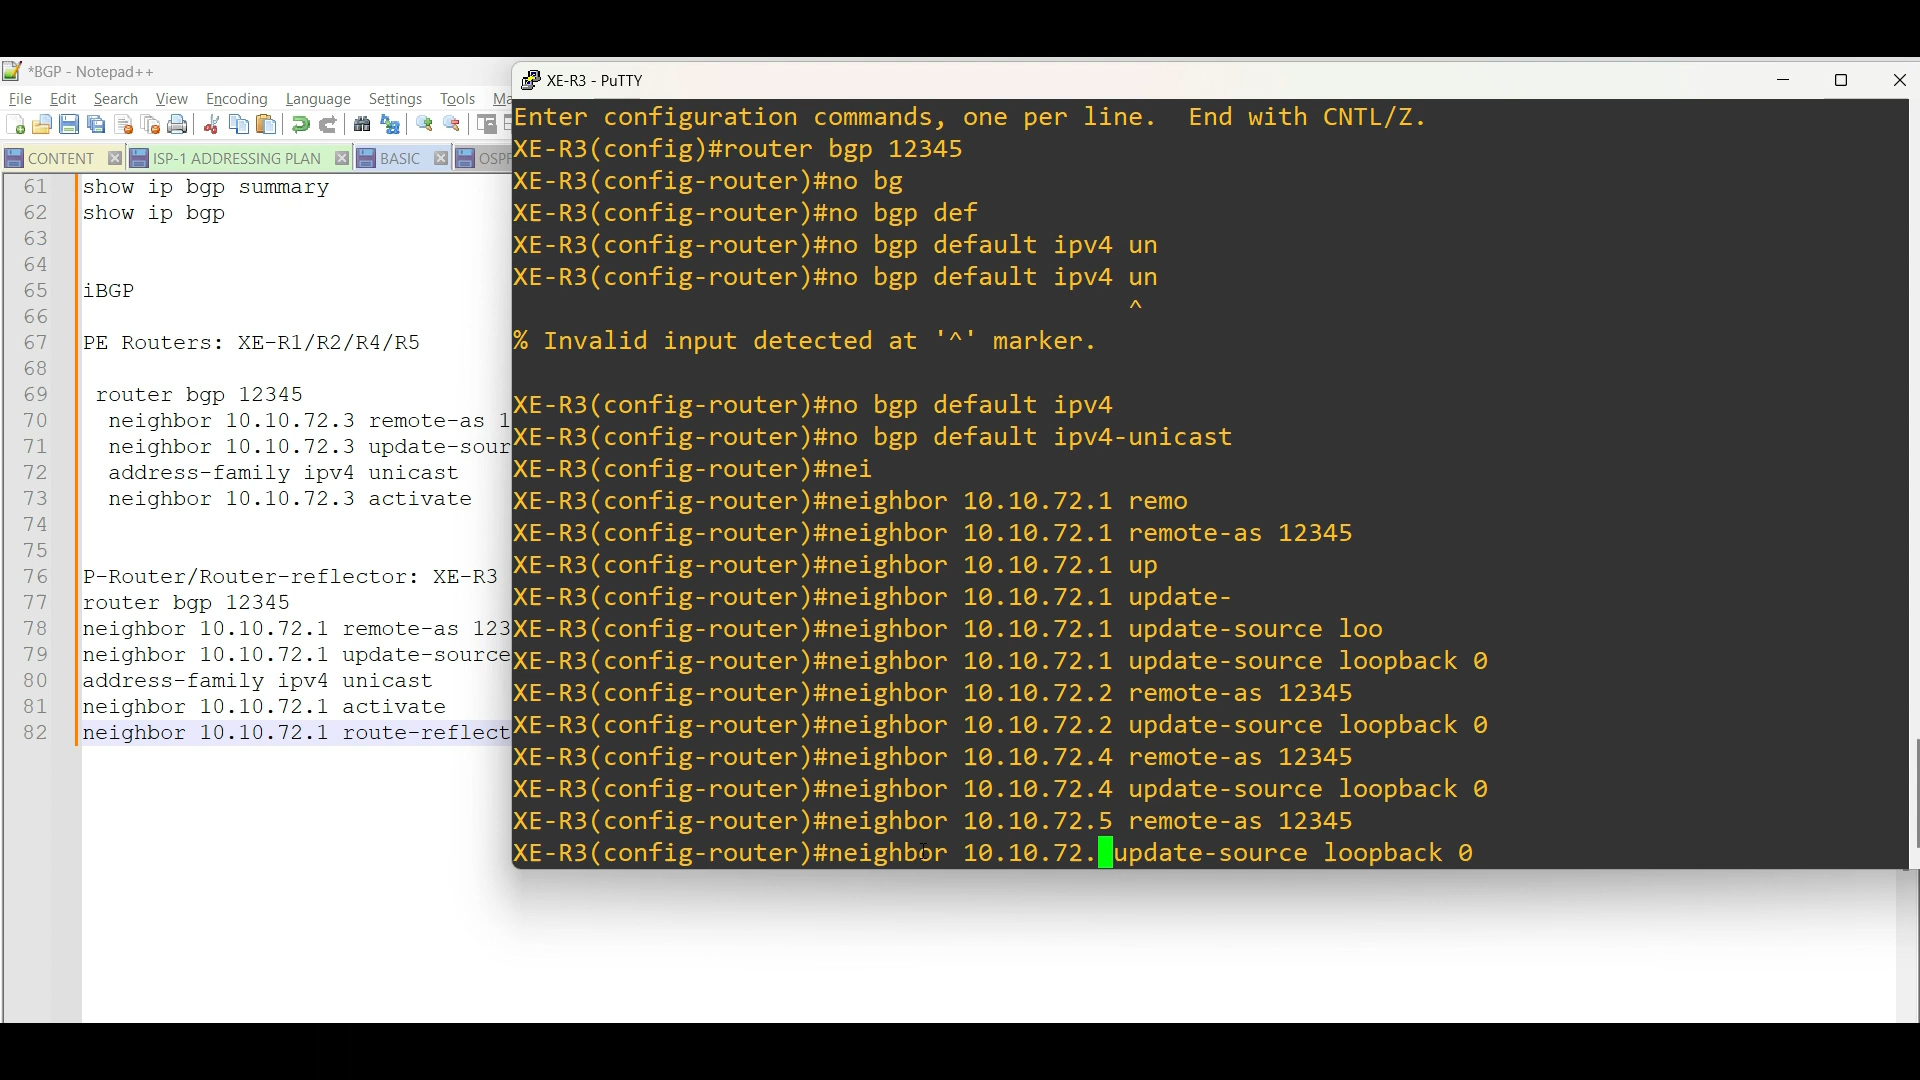 *BGP - Notepad++
File Edit Search View Encoding Language Settings Tools Ma
CONTENT ISP-1 ADDRESSING PLAN BASIC OSPF
61 show ip bgp summary
62 show ip bgp
63
64
65 iBGP
66
67 PE Routers: XE-R1/R2/R4/R5
68
69 router bgp 12345
70 neighbor 10.10.72.3 remote-as 1
71 neighbor 10.10.72.3 update-sour
72 address-family ipv4 unicast
73 neighbor 10.10.72.3 activate
74
75
76 P-Router/Router-reflector: XE-R3
77 router bgp 12345
78 neighbor 10.10.72.1 remote-as 123
79 neighbor 10.10.72.1 update-source
80 address-family ipv4 unicast
81 neighbor 10.10.72.1 activate
82 neighbor 10.10.72.1 route-reflect
XE-R3 - PuTTY
Enter configuration commands, one per line. End with CNTL/Z.
XE-R3(config)#router bgp 12345
XE-R3(config-router)#no bg
XE-R3(config-router)#no bgp def
XE-R3(config-router)#no bgp default ipv4 un
XE-R3(config-router)#no bgp default ipv4 un
^
% Invalid input detected at '^' marker.
XE-R3(config-router)#no bgp default ipv4
XE-R3(config-router)#no bgp default ipv4-unicast
XE-R3(config-router)#nei
XE-R3(config-router)#neighbor 10.10.72.1 remo
XE-R3(config-router)#neighbor 10.10.72.1 remote-as 12345
XE-R3(config-router)#neighbor 10.10.72.1 up
XE-R3(config-router)#neighbor 10.10.72.1 update-
XE-R3(config-router)#neighbor 10.10.72.1 update-source loo
XE-R3(config-router)#neighbor 10.10.72.1 update-source loopback 0
XE-R3(config-router)#neighbor 10.10.72.2 remote-as 12345
XE-R3(config-router)#neighbor 10.10.72.2 update-source loopback 0
XE-R3(config-router)#neighbor 10.10.72.4 remote-as 12345
XE-R3(config-router)#neighbor 10.10.72.4 update-source loopback 0
XE-R3(config-router)#neighbor 10.10.72.5 remote-as 12345
XE-R3(config-router)#neighbor 10.10.72. update-source loopback 0